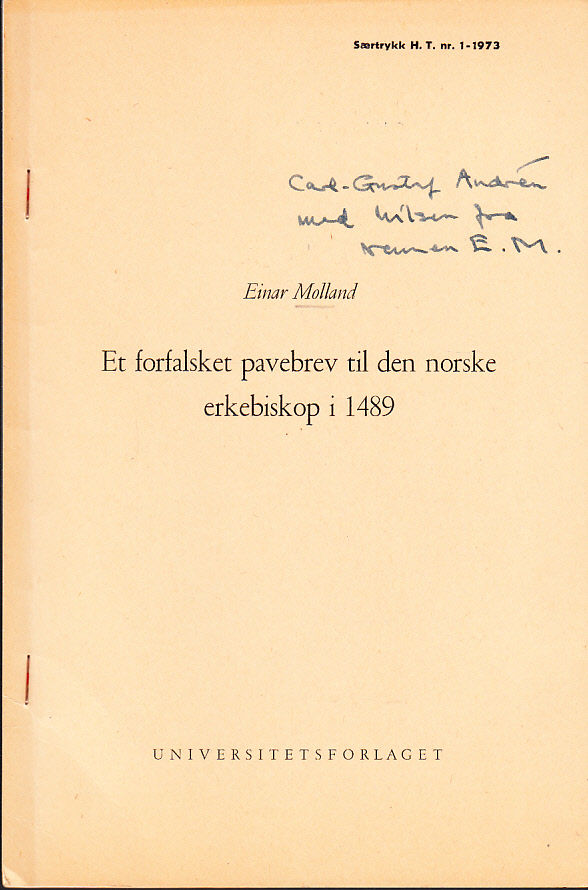 Særtrykk H. T. nr. 1-1973
Carl-Gustaf Andrén
med hilsen fra
vennen E. M.
Einar Molland
Et forfalsket pavebrev til den norske
erkebiskop i 1489
UNIVERSITETSFORLAGET